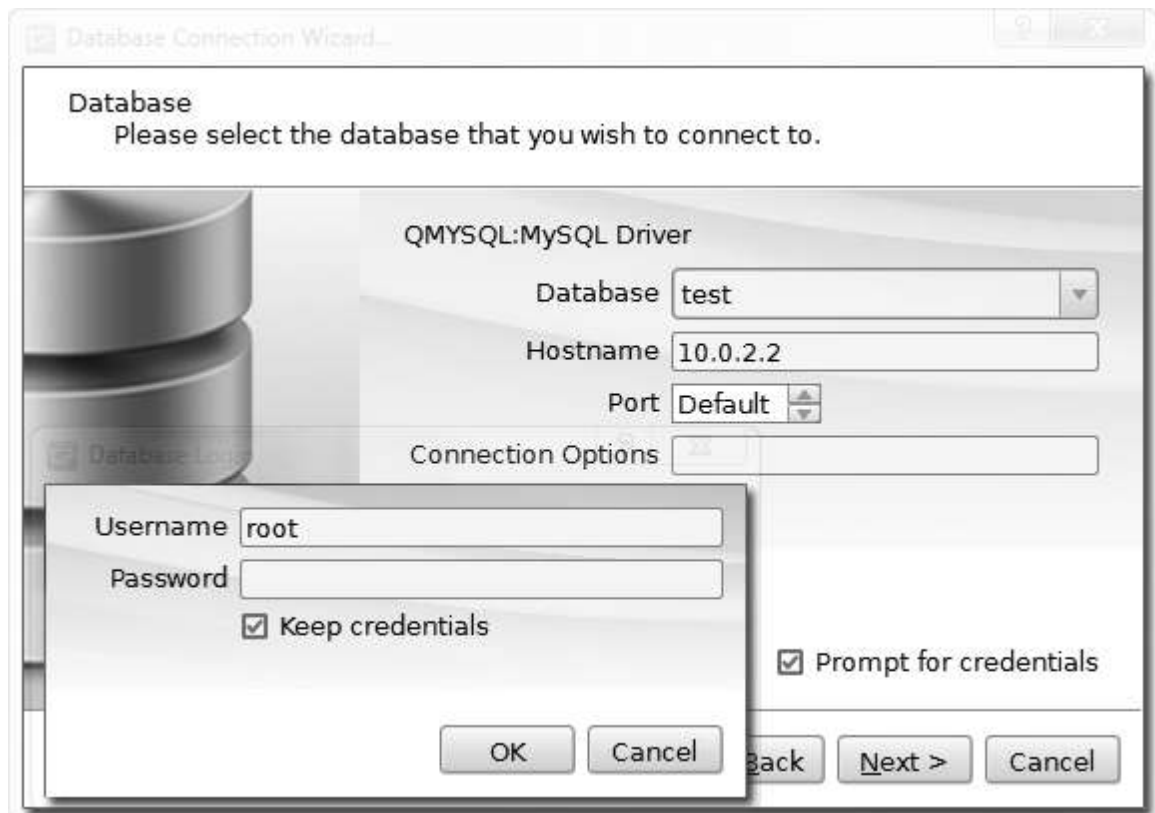 Database Connection Wizard...
Database
Please select the database that you wish to connect to.
QMYSQL:MySQL Driver
Database test
Hostname 10.0.2.2
Port Default
Connection Options
Database Login
Username root
Password
Keep credentials
Prompt for credentials
OK Cancel
Back Next > Cancel